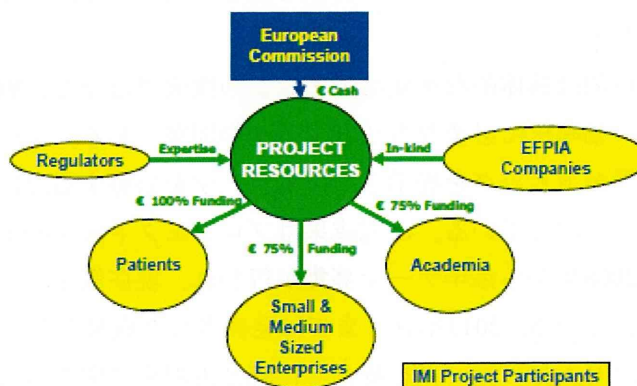 European
Commission
€ Cash
Regulators
Expertise
PROJECT
RESOURCES
In-kind
EFPIA
Companies
€ 100% Funding
€ 75% Funding
Patients
€ 75% Funding
Academia
Small &
Medium
Sized
Enterprises
IMI Project Participants